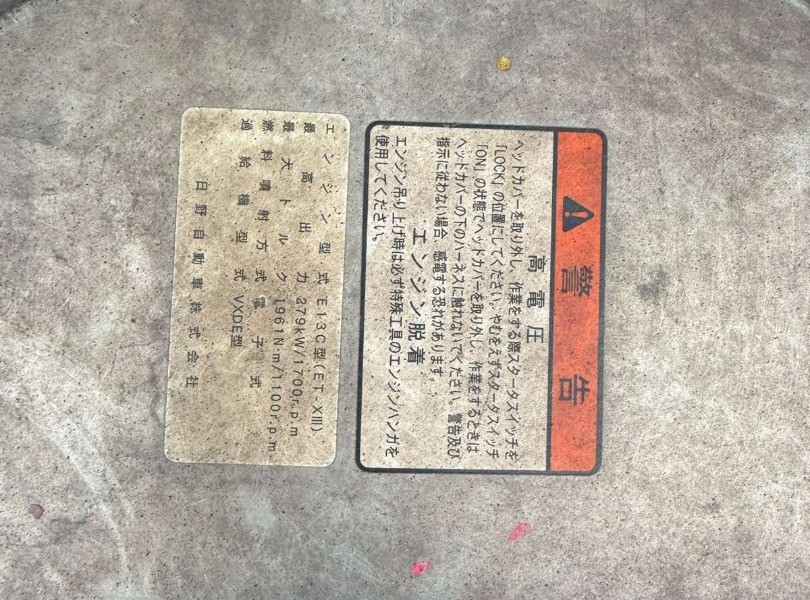 警告
高電圧
ヘッドカバーを取り外し、作業をする際スタータスイッチを
「LOCK」の位置にしてください。やむをえずスタータスイッチ
「ON」の状態でヘッドカバーを取り外し、作業をするときは
ヘッドカバーの下のハーネスに触れないでください。警告及び
指示に従わない場合、感電する恐れがあります。
エンジン脱着
エンジン吊り上げ時は必ず特殊工具のエンジンハンガを
使用してください。
エンジン型式 E13C型(ET-XIII)
最高出力 279kW/1700r.p.m
最大トルク 1961N·m/1100r.p.m
燃料噴射方式 電子式
過給機型式 VXDE型
日野自動車株式会社